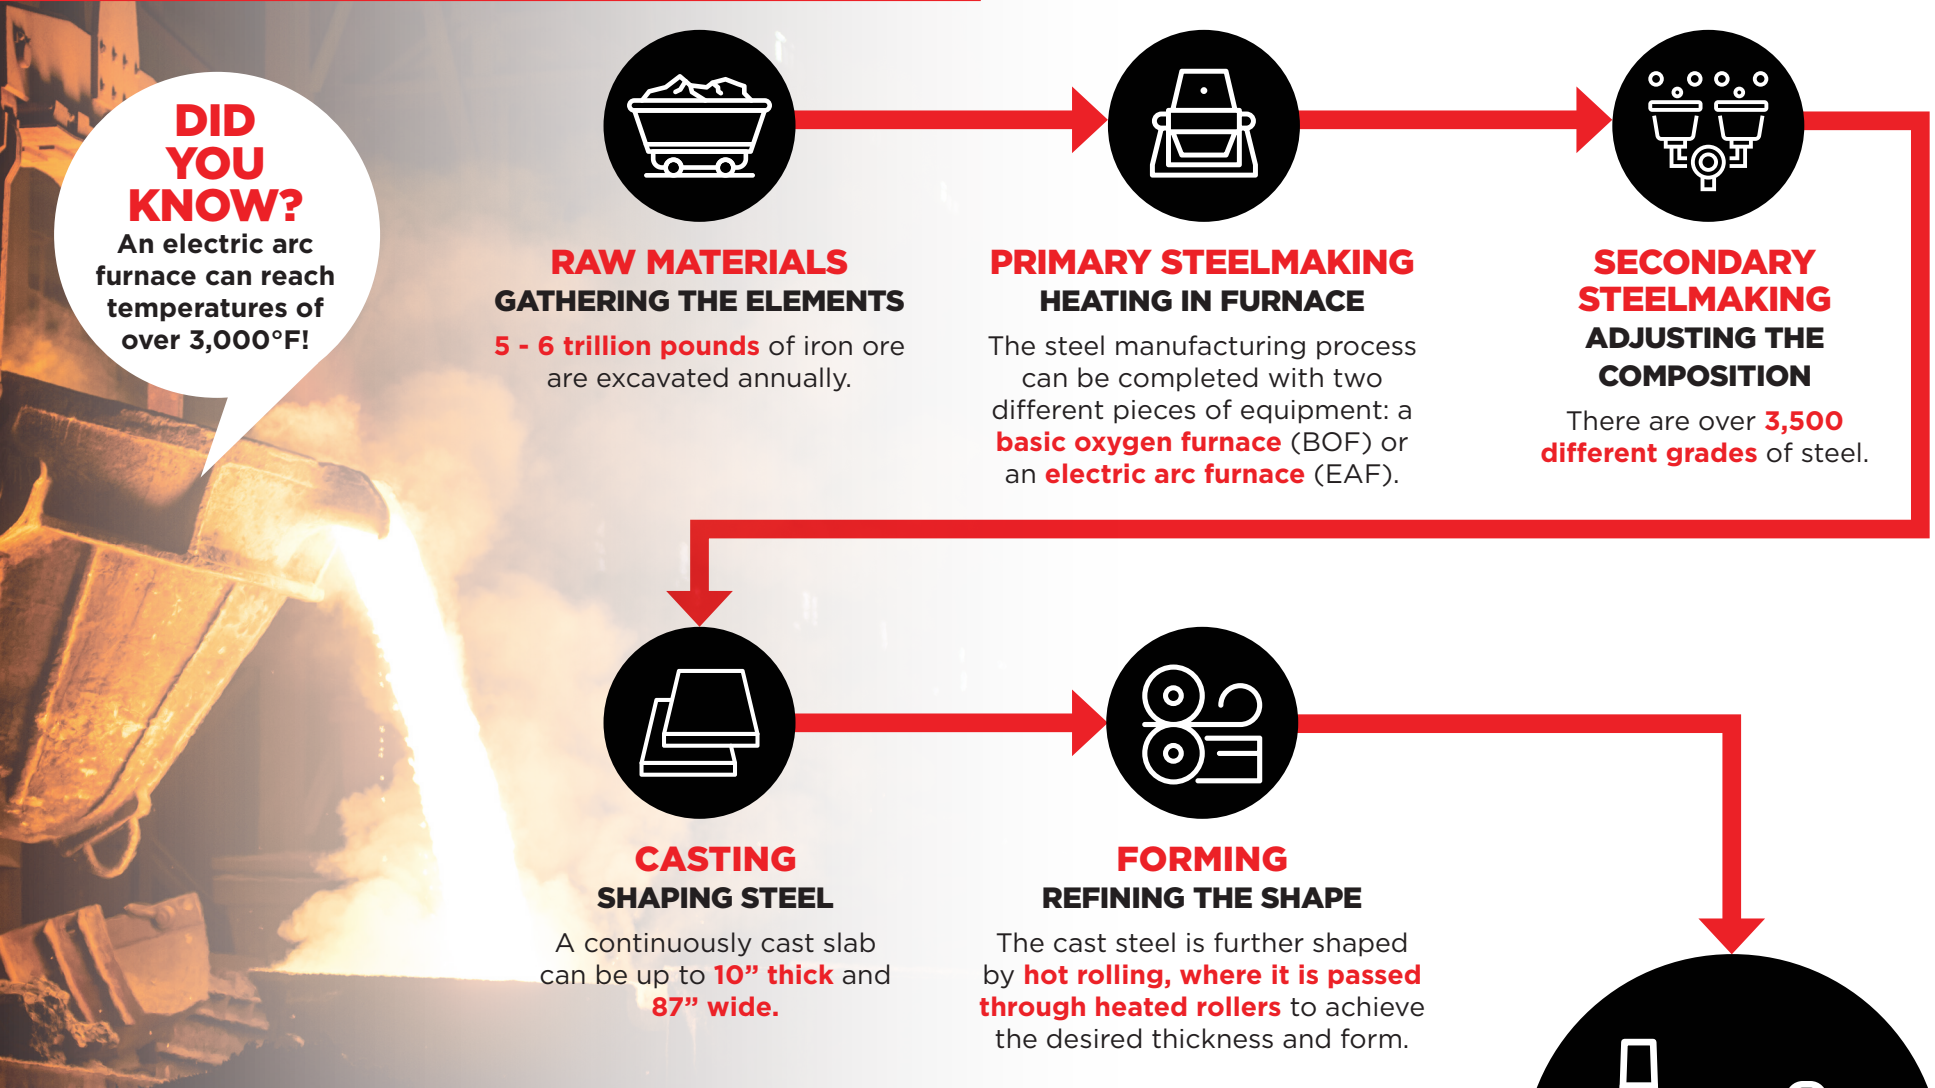 DID
YOU
KNOW?
An electric arc
furnace can reach
temperatures of
over 3,000°F!
RAW MATERIALS
GATHERING THE ELEMENTS
5 - 6 trillion pounds of iron ore
are excavated annually.
PRIMARY STEELMAKING
HEATING IN FURNACE
The steel manufacturing process
can be completed with two
different pieces of equipment: a
basic oxygen furnace (BOF) or
an electric arc furnace (EAF).
SECONDARY
STEELMAKING
ADJUSTING THE
COMPOSITION
There are over 3,500
different grades of steel.
CASTING
SHAPING STEEL
A continuously cast slab
can be up to 10” thick and
87” wide.
FORMING
REFINING THE SHAPE
The cast steel is further shaped
by hot rolling, where it is passed
through heated rollers to achieve
the desired thickness and form.